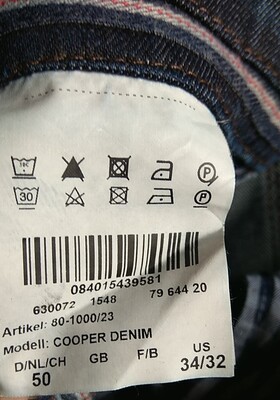 30 P
084015439581
630072 1548 79 644 20
Artikel: 80-1000/23
Modell: COOPER DENIM
D/NL/CH GB F/B US
50 34/32